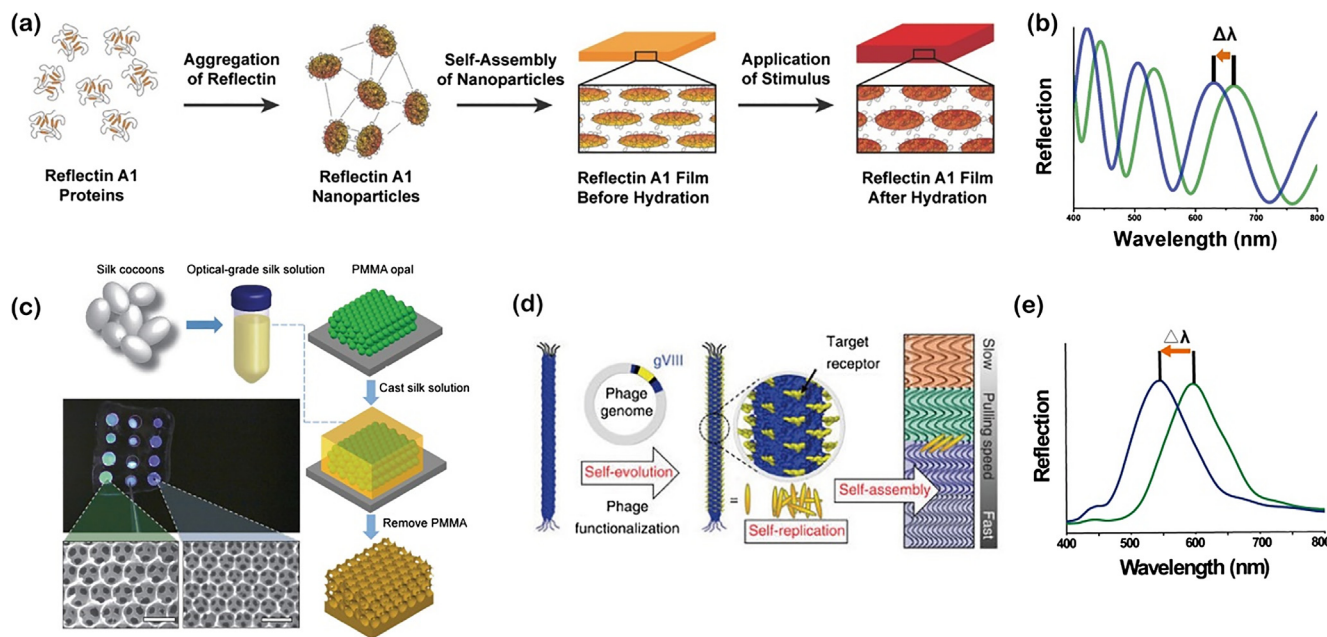 (a)
Aggregation
of Reflectin
Self-Assembly
of Nanoparticles
Application
of Stimulus
Reflectin A1
Proteins
Reflectin A1
Nanoparticles
Reflectin A1 Film
Before Hydration
Reflectin A1 Film
After Hydration
(b)
Δλ
Reflection
400
500
600
700
800
Wavelength (nm)
(c)
Silk cocoons
Optical-grade silk solution
PMMA opal
Cast silk solution
Remove PMMA
(d)
gVIII
Phage
genome
Target
receptor
Self-evolution
Phage
functionalization
=
Self-replication
Self-assembly
Slow
Pulling speed
Fast
(e)
△λ
Reflection
400
500
600
700
800
Wavelength (nm)